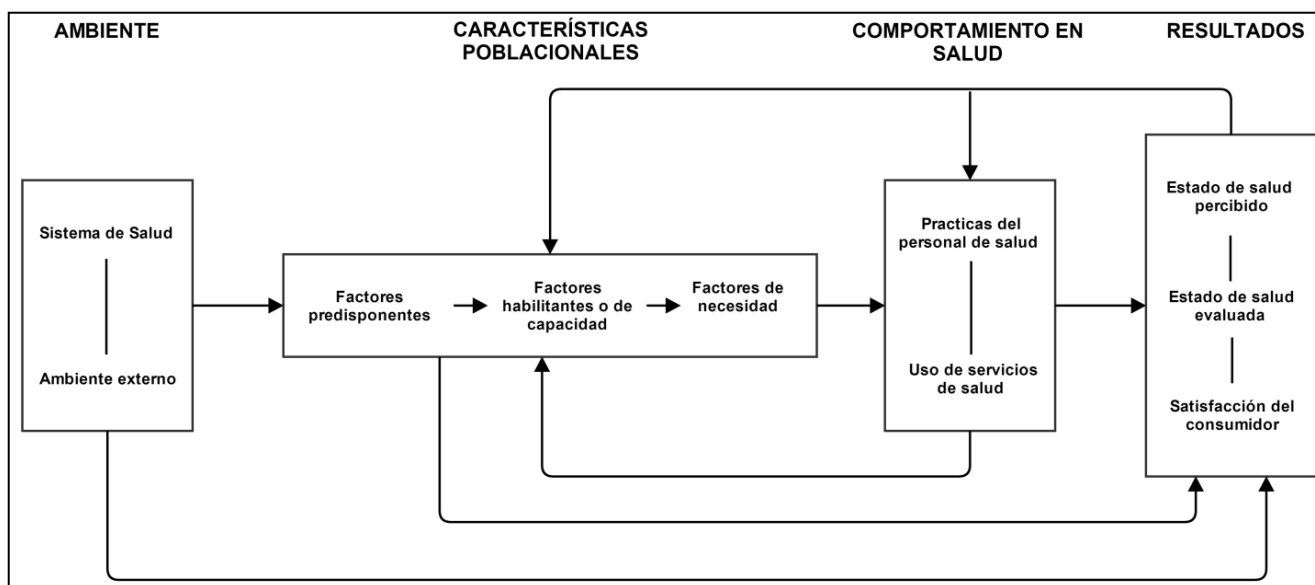 AMBIENTE
CARACTERÍSTICAS
POBLACIONALES
COMPORTAMIENTO EN
SALUD
RESULTADOS
Sistema de Salud
Ambiente externo
Factores
predisponentes
Factores
habilitantes o de
capacidad
Factores de
necesidad
Practicas del
personal de salud
Uso de servicios
de salud
Estado de salud
percibido
Estado de salud
evaluada
Satisfacción del
consumidor